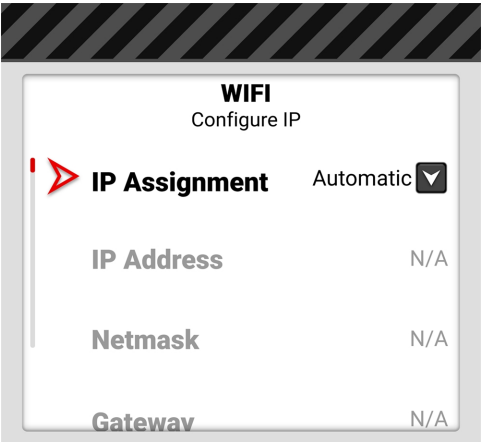 WIFI
Configure IP
IP Assignment Automatic
IP Address N/A
Netmask N/A
Gateway N/A